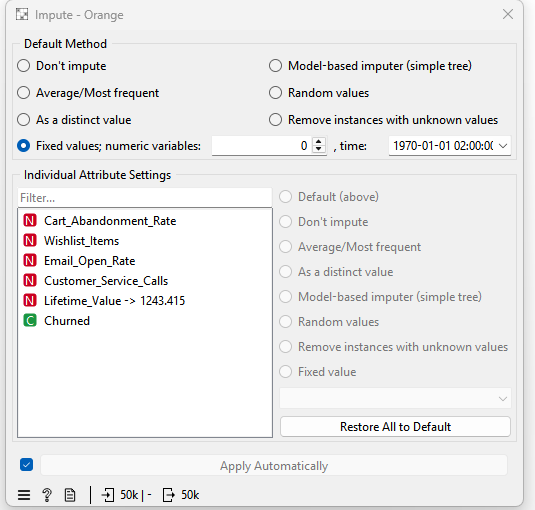 Impute - Orange
Default Method
Don't impute
Model-based imputer (simple tree)
Average/Most frequent
Random values
As a distinct value
Remove instances with unknown values
Fixed values; numeric variables: 0 , time: 1970-01-01 02:00:00
Individual Attribute Settings
Filter...
N Cart_Abandonment_Rate
N Wishlist_Items
N Email_Open_Rate
N Customer_Service_Calls
N Lifetime_Value -> 1243.415
C Churned
Default (above)
Don't impute
Average/Most frequent
As a distinct value
Model-based imputer (simple tree)
Random values
Remove instances with unknown values
Fixed value
Restore All to Default
Apply Automatically
? 50k | - 50k